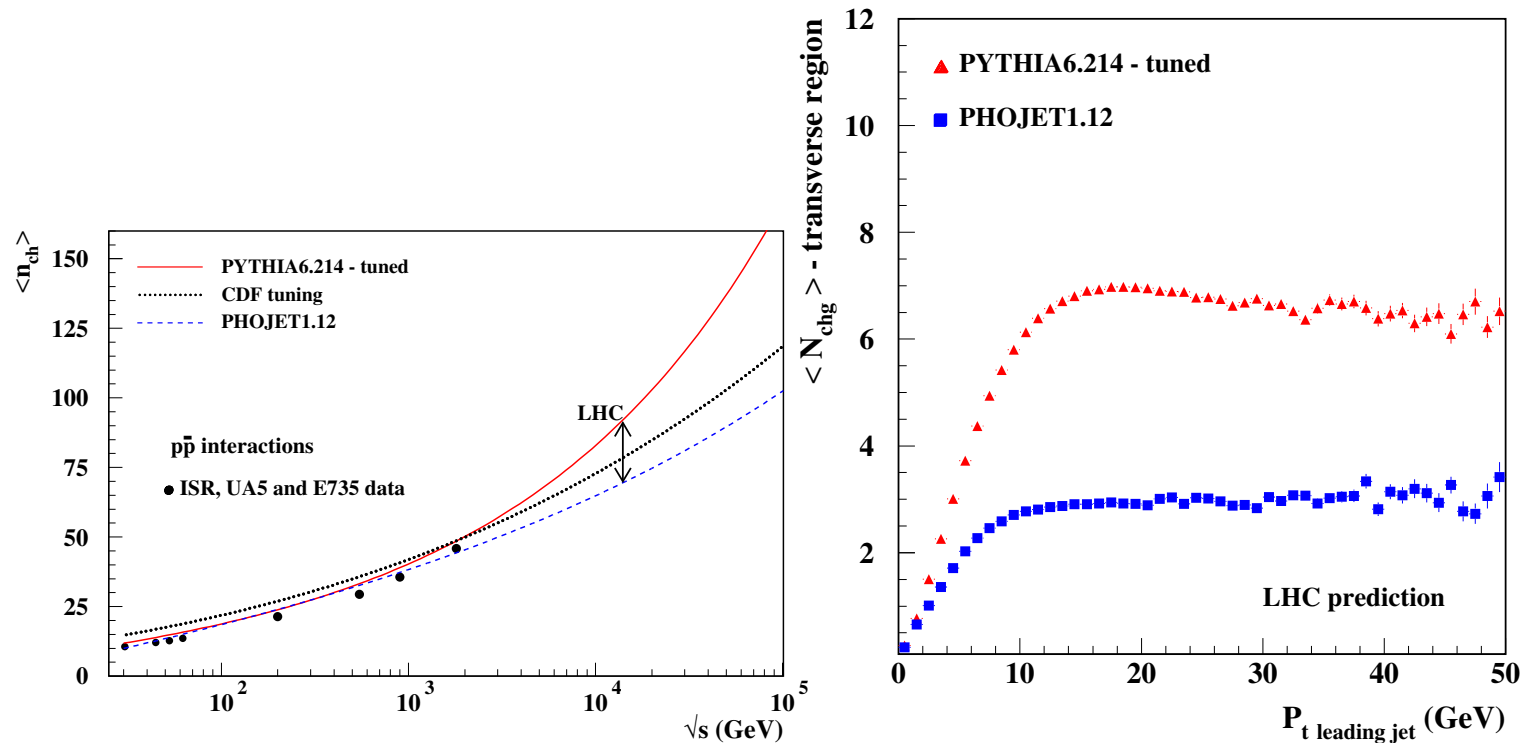 <n_ch>
150
125
100
75
50
25
0
PYTHIA6.214 - tuned
CDF tuning
PHOJET1.12
LHC
pp̄ interactions
ISR, UA5 and E735 data
10^2
10^3
10^4
10^5
√s (GeV)
< N_chg > - transverse region
12
10
8
6
4
2
PYTHIA6.214 - tuned
PHOJET1.12
LHC prediction
0
10
20
30
40
50
P_t leading jet (GeV)